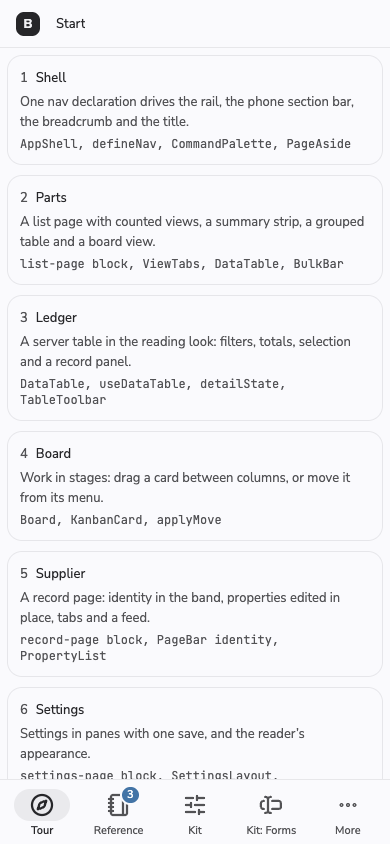 B Start
1 Shell
One nav declaration drives the rail, the phone section bar,
the breadcrumb and the title.
AppShell, defineNav, CommandPalette, PageAside
2 Parts
A list page with counted views, a summary strip, a grouped
table and a board view.
list-page block, ViewTabs, DataTable, BulkBar
3 Ledger
A server table in the reading look: filters, totals, selection
and a record panel.
DataTable, useDataTable, detailState,
TableToolbar
4 Board
Work in stages: drag a card between columns, or move it
from its menu.
Board, KanbanCard, applyMove
5 Supplier
A record page: identity in the band, properties edited in
place, tabs and a feed.
record-page block, PageBar identity,
PropertyList
6 Settings
Settings in panes with one save, and the reader's
appearance.
settings-page block, SettingsLayout,
3
Tour Reference Kit Kit: Forms More